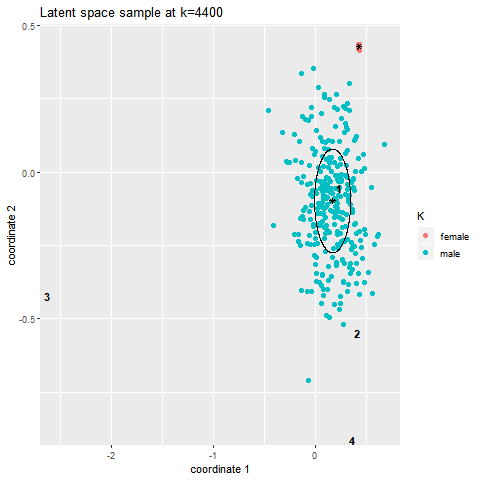 Latent space sample at k=4400
0.5
0.0
-0.5
coordinate 2
1
3
2
4
-2
-1
0
coordinate 1
K
female
male